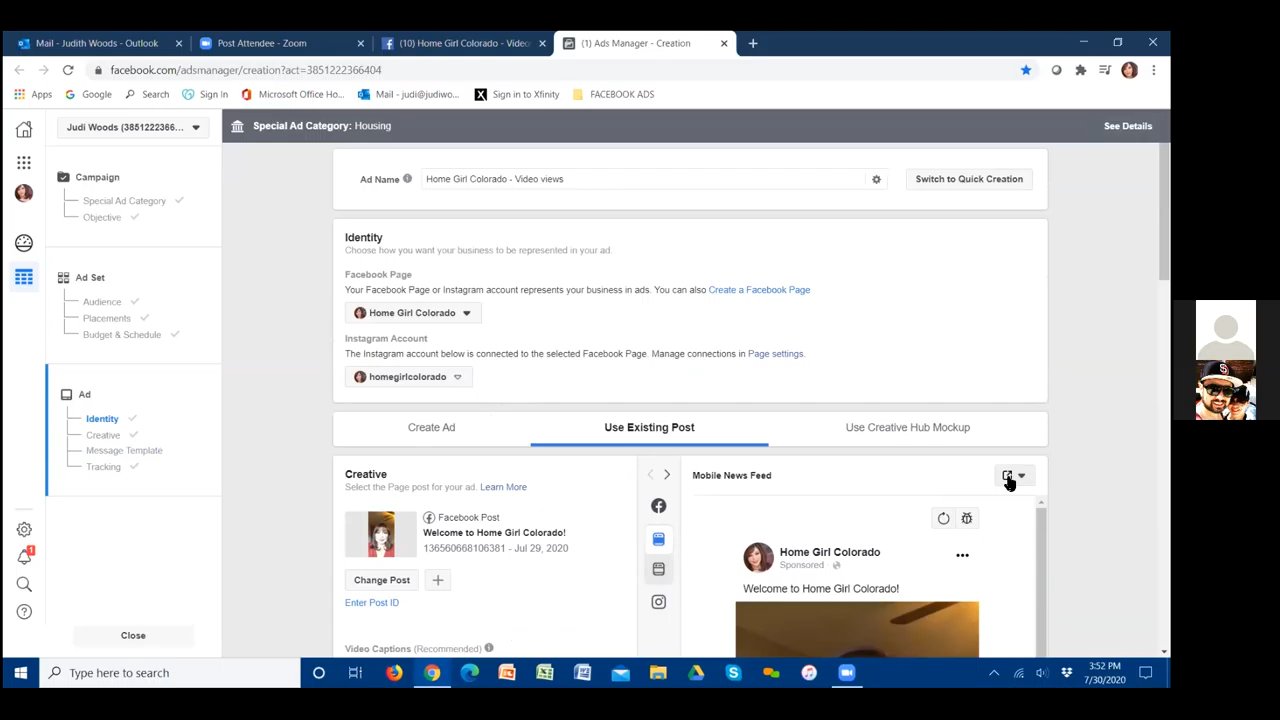 Mail - Judith Woods - Outlook
Post Attendee - Zoom
(10) Home Girl Colorado - Video
(1) Ads Manager - Creation
facebook.com/adsmanager/creation?act=3851222366404
Apps
Google
Search
Sign In
Microsoft Office Ho...
Mail - judi@judiwo...
Sign in to Xfinity
FACEBOOK ADS
Judi Woods (3851222366...
Special Ad Category: Housing
See Details
Campaign
Special Ad Category
Objective
Ad Set
Audience
Placements
Budget & Schedule
Ad
Identity
Creative
Message Template
Tracking
Close
Ad Name
Home Girl Colorado - Video views
Switch to Quick Creation
Identity
Choose how you want your business to be represented in your ad.
Facebook Page
Your Facebook Page or Instagram account represents your business in ads. You can also Create a Facebook Page
Home Girl Colorado
Instagram Account
The Instagram account below is connected to the selected Facebook Page. Manage connections in Page settings.
homegirlcolorado
Create Ad
Use Existing Post
Use Creative Hub Mockup
Creative
Select the Page post for your ad. Learn More
Facebook Post
Welcome to Home Girl Colorado!
136560668106381 - Jul 29, 2020
Change Post
Enter Post ID
Video Captions (Recommended)
Mobile News Feed
Home Girl Colorado
Sponsored
Welcome to Home Girl Colorado!
1
Type here to search
3:52 PM
7/30/2020